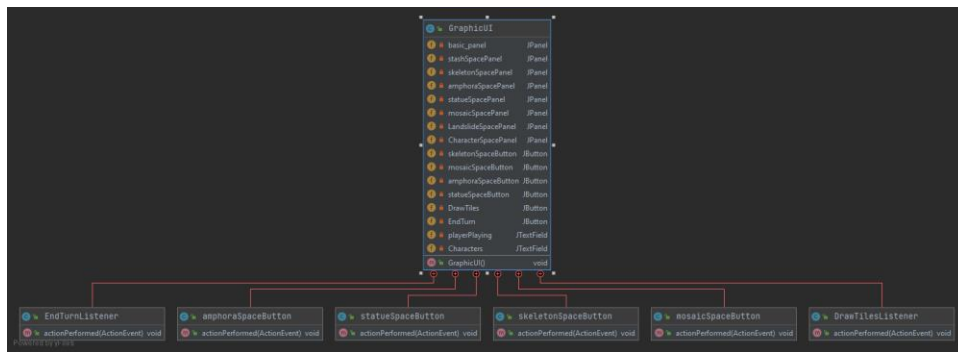 GraphicUI
basic_panel JPanel
stashSpacePanel JPanel
skeletonSpacePanel JPanel
amphoraSpacePanel JPanel
statueSpacePanel JPanel
mosaicSpacePanel JPanel
LandslideSpacePanel JPanel
CharacterSpacePanel JPanel
skeletonSpaceButton JButton
mosaicSpaceButton JButton
amphoraSpaceButton JButton
statueSpaceButton JButton
DrawTiles JButton
EndTurn JButton
playerPlaying JTextField
Characters JTextField
GraphicUI() void
EndTurnListener amphoraSpaceButton statueSpaceButton skeletonSpaceButton mosaicSpaceButton DrawTilesListener
actionPerformed(ActionEvent) void actionPerformed(ActionEvent) void actionPerformed(ActionEvent) void actionPerformed(ActionEvent) void actionPerformed(ActionEvent) void actionPerformed(ActionEvent) void
Powered by yFiles